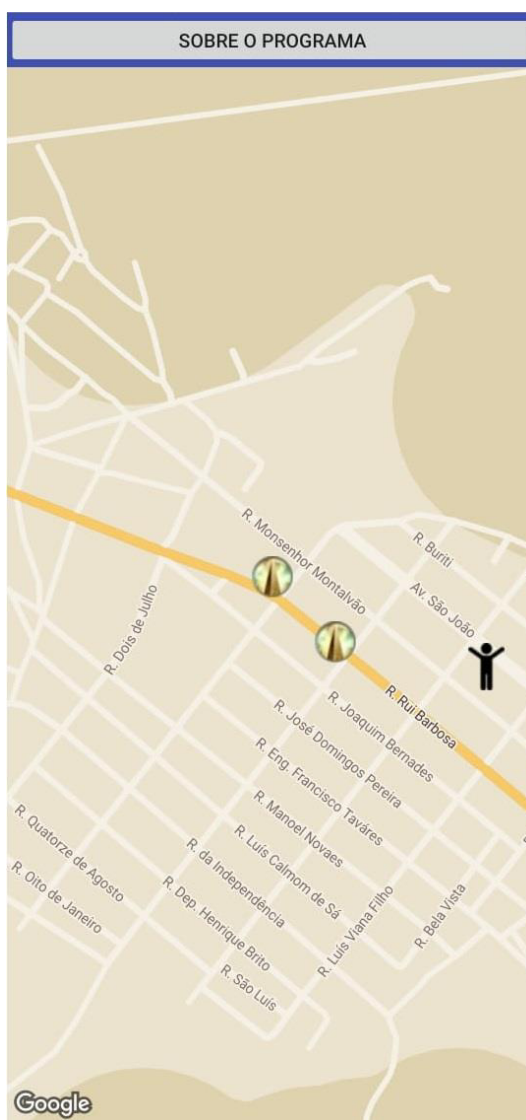 SOBRE O PROGRAMA
R. Monsenhor Montalvão
R. Buriti
Av. São João
R. Dois de Julho
R. Rui Barbosa
R. Joaquim Bernades
R. José Domingos Pereira
R. Eng. Francisco Taváres
R. Manoel Novaes
R. Luís Calmom de Sá
R. da Independência
R. Quatorze de Agosto
R. Oito de Janeiro
R. Dep. Henrique Brito
R. Luís Viana Filho
R. Bela Vista
R. São Luís
Google